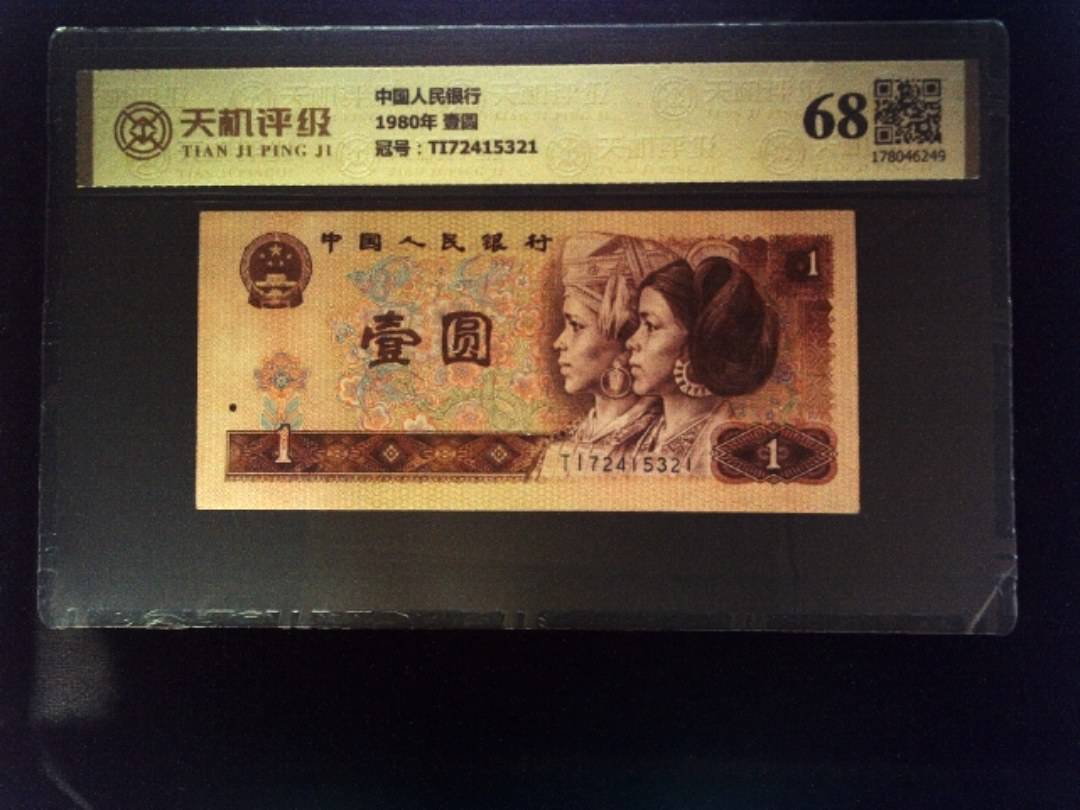 天机评级
TIAN JI PING JI
中国人民银行
1980年 壹圆
冠号：TI72415321
68
178046249
中国人民银行
1
壹圆
1
TI72415321
1